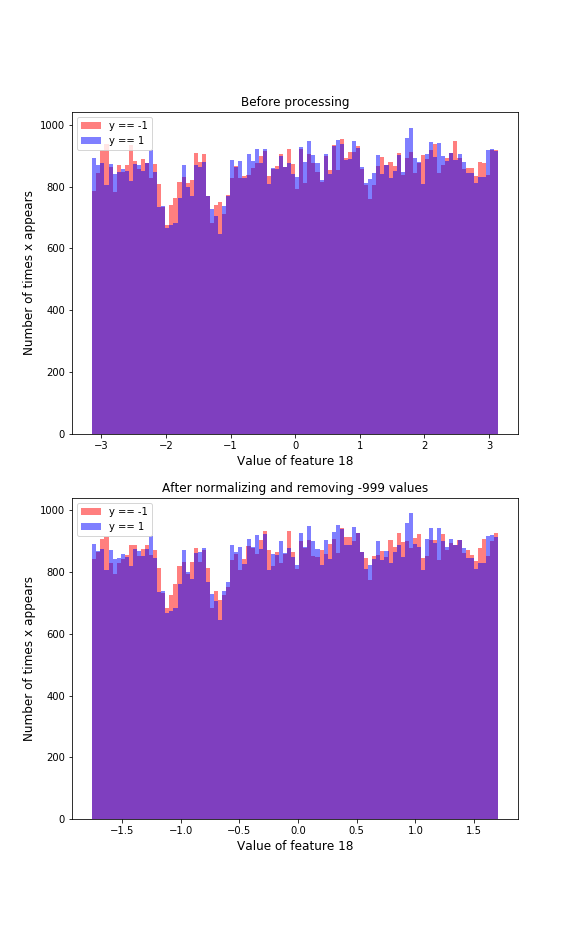 Before processing
y == -1
y == 1
1000
800
600
400
200
0
Number of times x appears
−3 −2 −1 0 1 2 3
Value of feature 18
After normalizing and removing -999 values
y == -1
y == 1
1000
800
600
400
200
0
Number of times x appears
−1.5 −1.0 −0.5 0.0 0.5 1.0 1.5
Value of feature 18